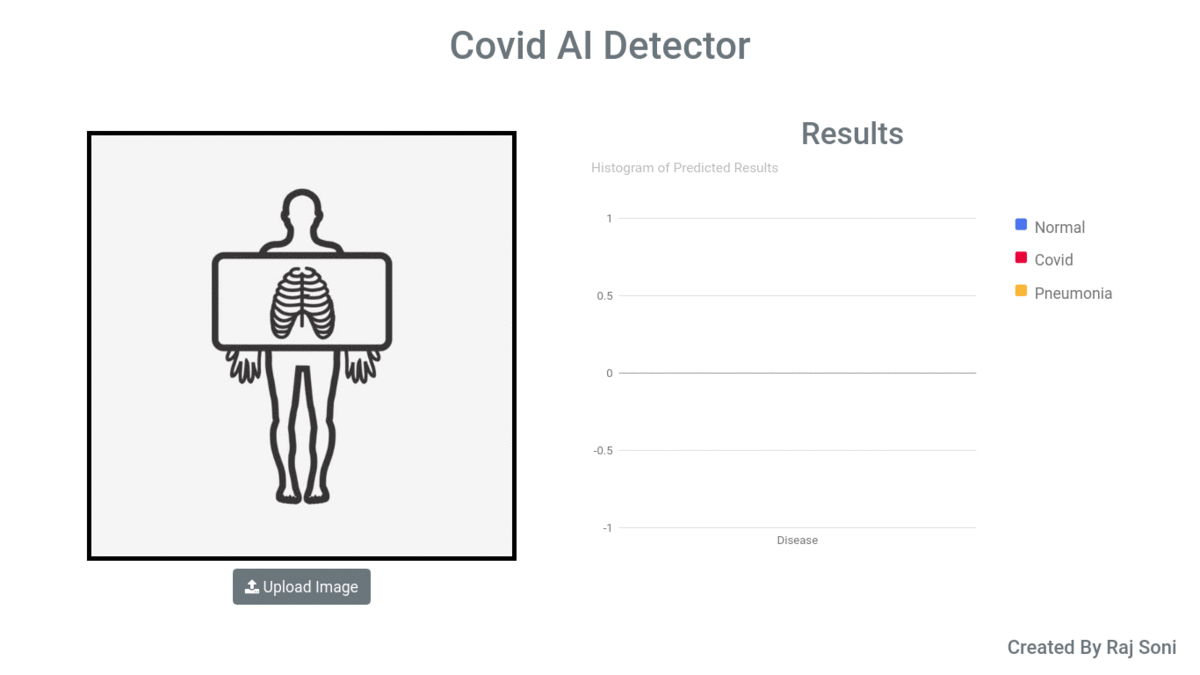 Covid AI Detector
Upload Image
Results
Histogram of Predicted Results
1
0.5
0
-0.5
-1
Disease
Normal
Covid
Pneumonia
Created By Raj Soni